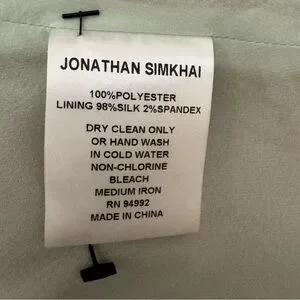 JONATHAN SIMKHAI
100%POLYESTER
LINING 98%SILK 2%SPANDEX
DRY CLEAN ONLY
OR HAND WASH
IN COLD WATER
NON-CHLORINE
BLEACH
MEDIUM IRON
RN 94992
MADE IN CHINA